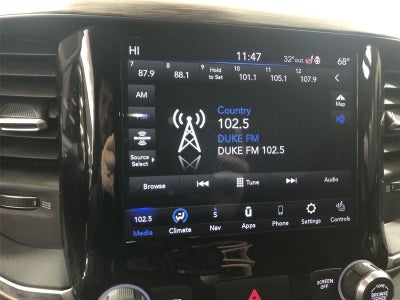 HI 11:47 32°out 68°
7 87.9
8 88.1
Hold to Set
10 101.1
11 105.1
12 107.9
AM
Map
Country
102.5
DUKE FM
DUKE FM 102.5
Source Select
Browse
Tune
Audio
102.5 Media
Climate
S Nav
Apps
Phone
Settings
Controls
SCREEN OFF